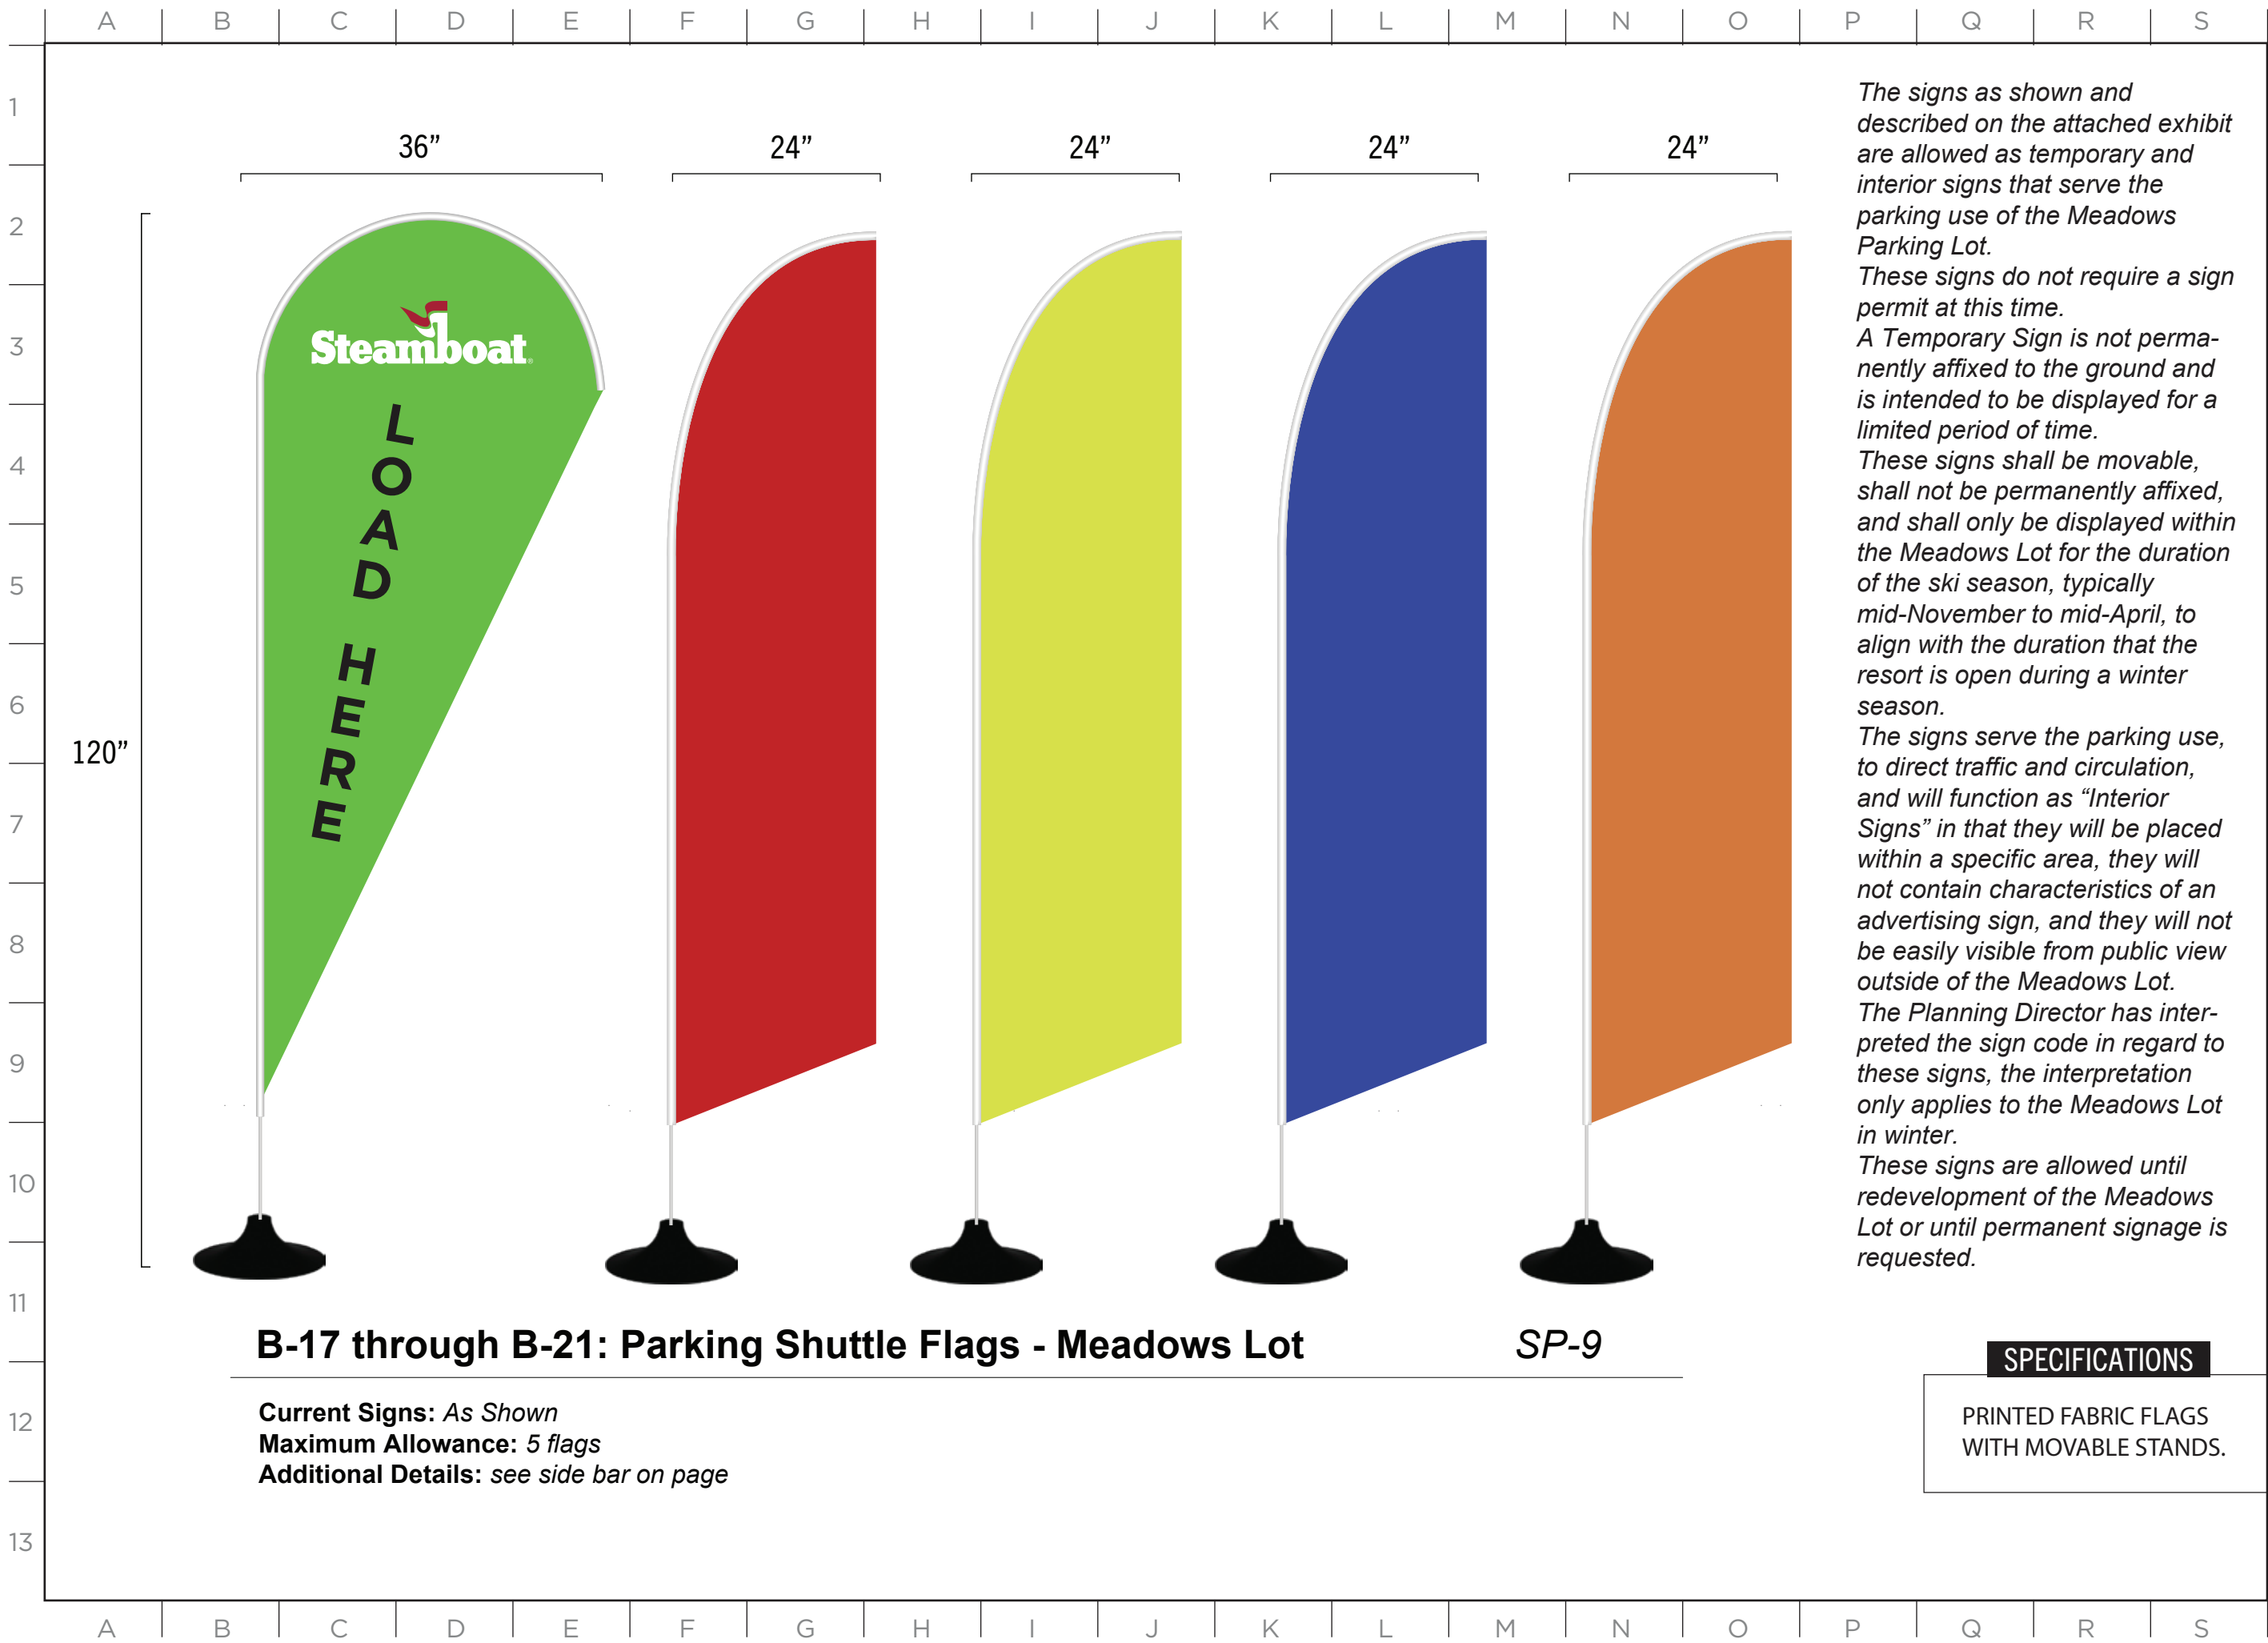 A B C D E F G H I J K L M N O P Q R S
1
2
3
4
5
6
7
8
9
10
11
12
13
36”
24”
24”
24”
24”
120”
Steamboat
LOAD HERE
The signs as shown and
described on the attached exhibit
are allowed as temporary and
interior signs that serve the
parking use of the Meadows
Parking Lot.
These signs do not require a sign
permit at this time.
A Temporary Sign is not perma-
nently affixed to the ground and
is intended to be displayed for a
limited period of time.
These signs shall be movable,
shall not be permanently affixed,
and shall only be displayed within
the Meadows Lot for the duration
of the ski season, typically
mid-November to mid-April, to
align with the duration that the
resort is open during a winter
season.
The signs serve the parking use,
to direct traffic and circulation,
and will function as “Interior
Signs” in that they will be placed
within a specific area, they will
not contain characteristics of an
advertising sign, and they will not
be easily visible from public view
outside of the Meadows Lot.
The Planning Director has inter-
preted the sign code in regard to
these signs, the interpretation
only applies to the Meadows Lot
in winter.
These signs are allowed until
redevelopment of the Meadows
Lot or until permanent signage is
requested.
B-17 through B-21: Parking Shuttle Flags - Meadows Lot SP-9
Current Signs: As Shown
Maximum Allowance: 5 flags
Additional Details: see side bar on page
SPECIFICATIONS
PRINTED FABRIC FLAGS
WITH MOVABLE STANDS.
A B C D E F G H I J K L M N O P Q R S